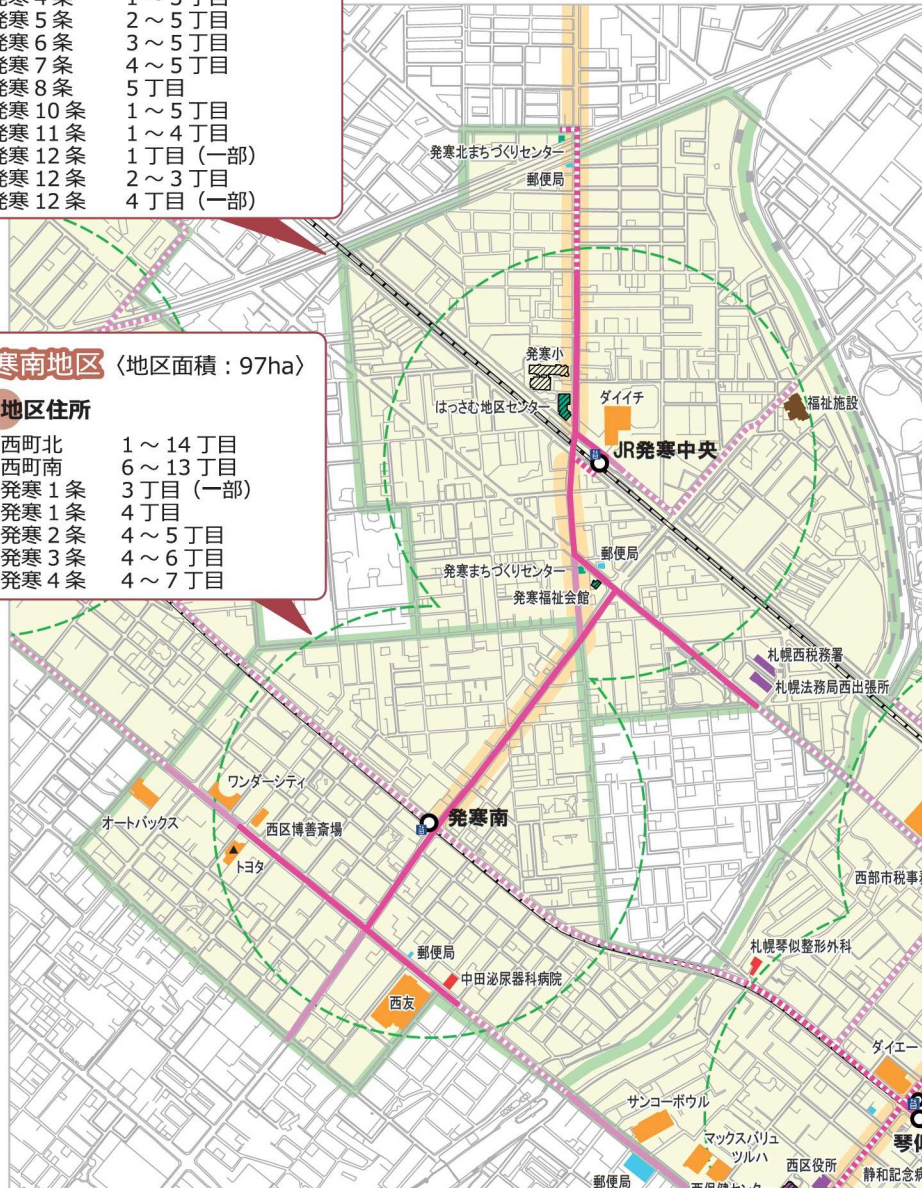 発寒5条 2～5丁目
発寒6条 3～5丁目
発寒7条 4～5丁目
発寒8条 5丁目
発寒10条 1～5丁目
発寒11条 1～4丁目
発寒12条 1丁目（一部）
発寒12条 2～3丁目
発寒12条 4丁目（一部）
発寒北まちづくりセンター
郵便局
寒南地区〈地区面積：97ha〉
地区住所
西町北 1～14丁目
西町南 6～13丁目
発寒1条 3丁目（一部）
発寒1条 4丁目
発寒2条 4～5丁目
発寒3条 4～6丁目
発寒4条 4～7丁目
発寒小
はっさむ地区センター
ダイイチ
福祉施設
JR発寒中央
郵便局
発寒まちづくりセンター
発寒福祉会館
札幌西税務署
札幌法務局西出張所
ワンダーシティ
オートバックス
西区博善斎場
トヨタ
発寒南
西部市税事
郵便局
中田泌尿器科病院
西友
札幌琴似整形外科
ダイエー
サンコーボウル
マックスバリュ
ツルハ
琴似
西区役所
静和記念病
郵便局
西保健センター